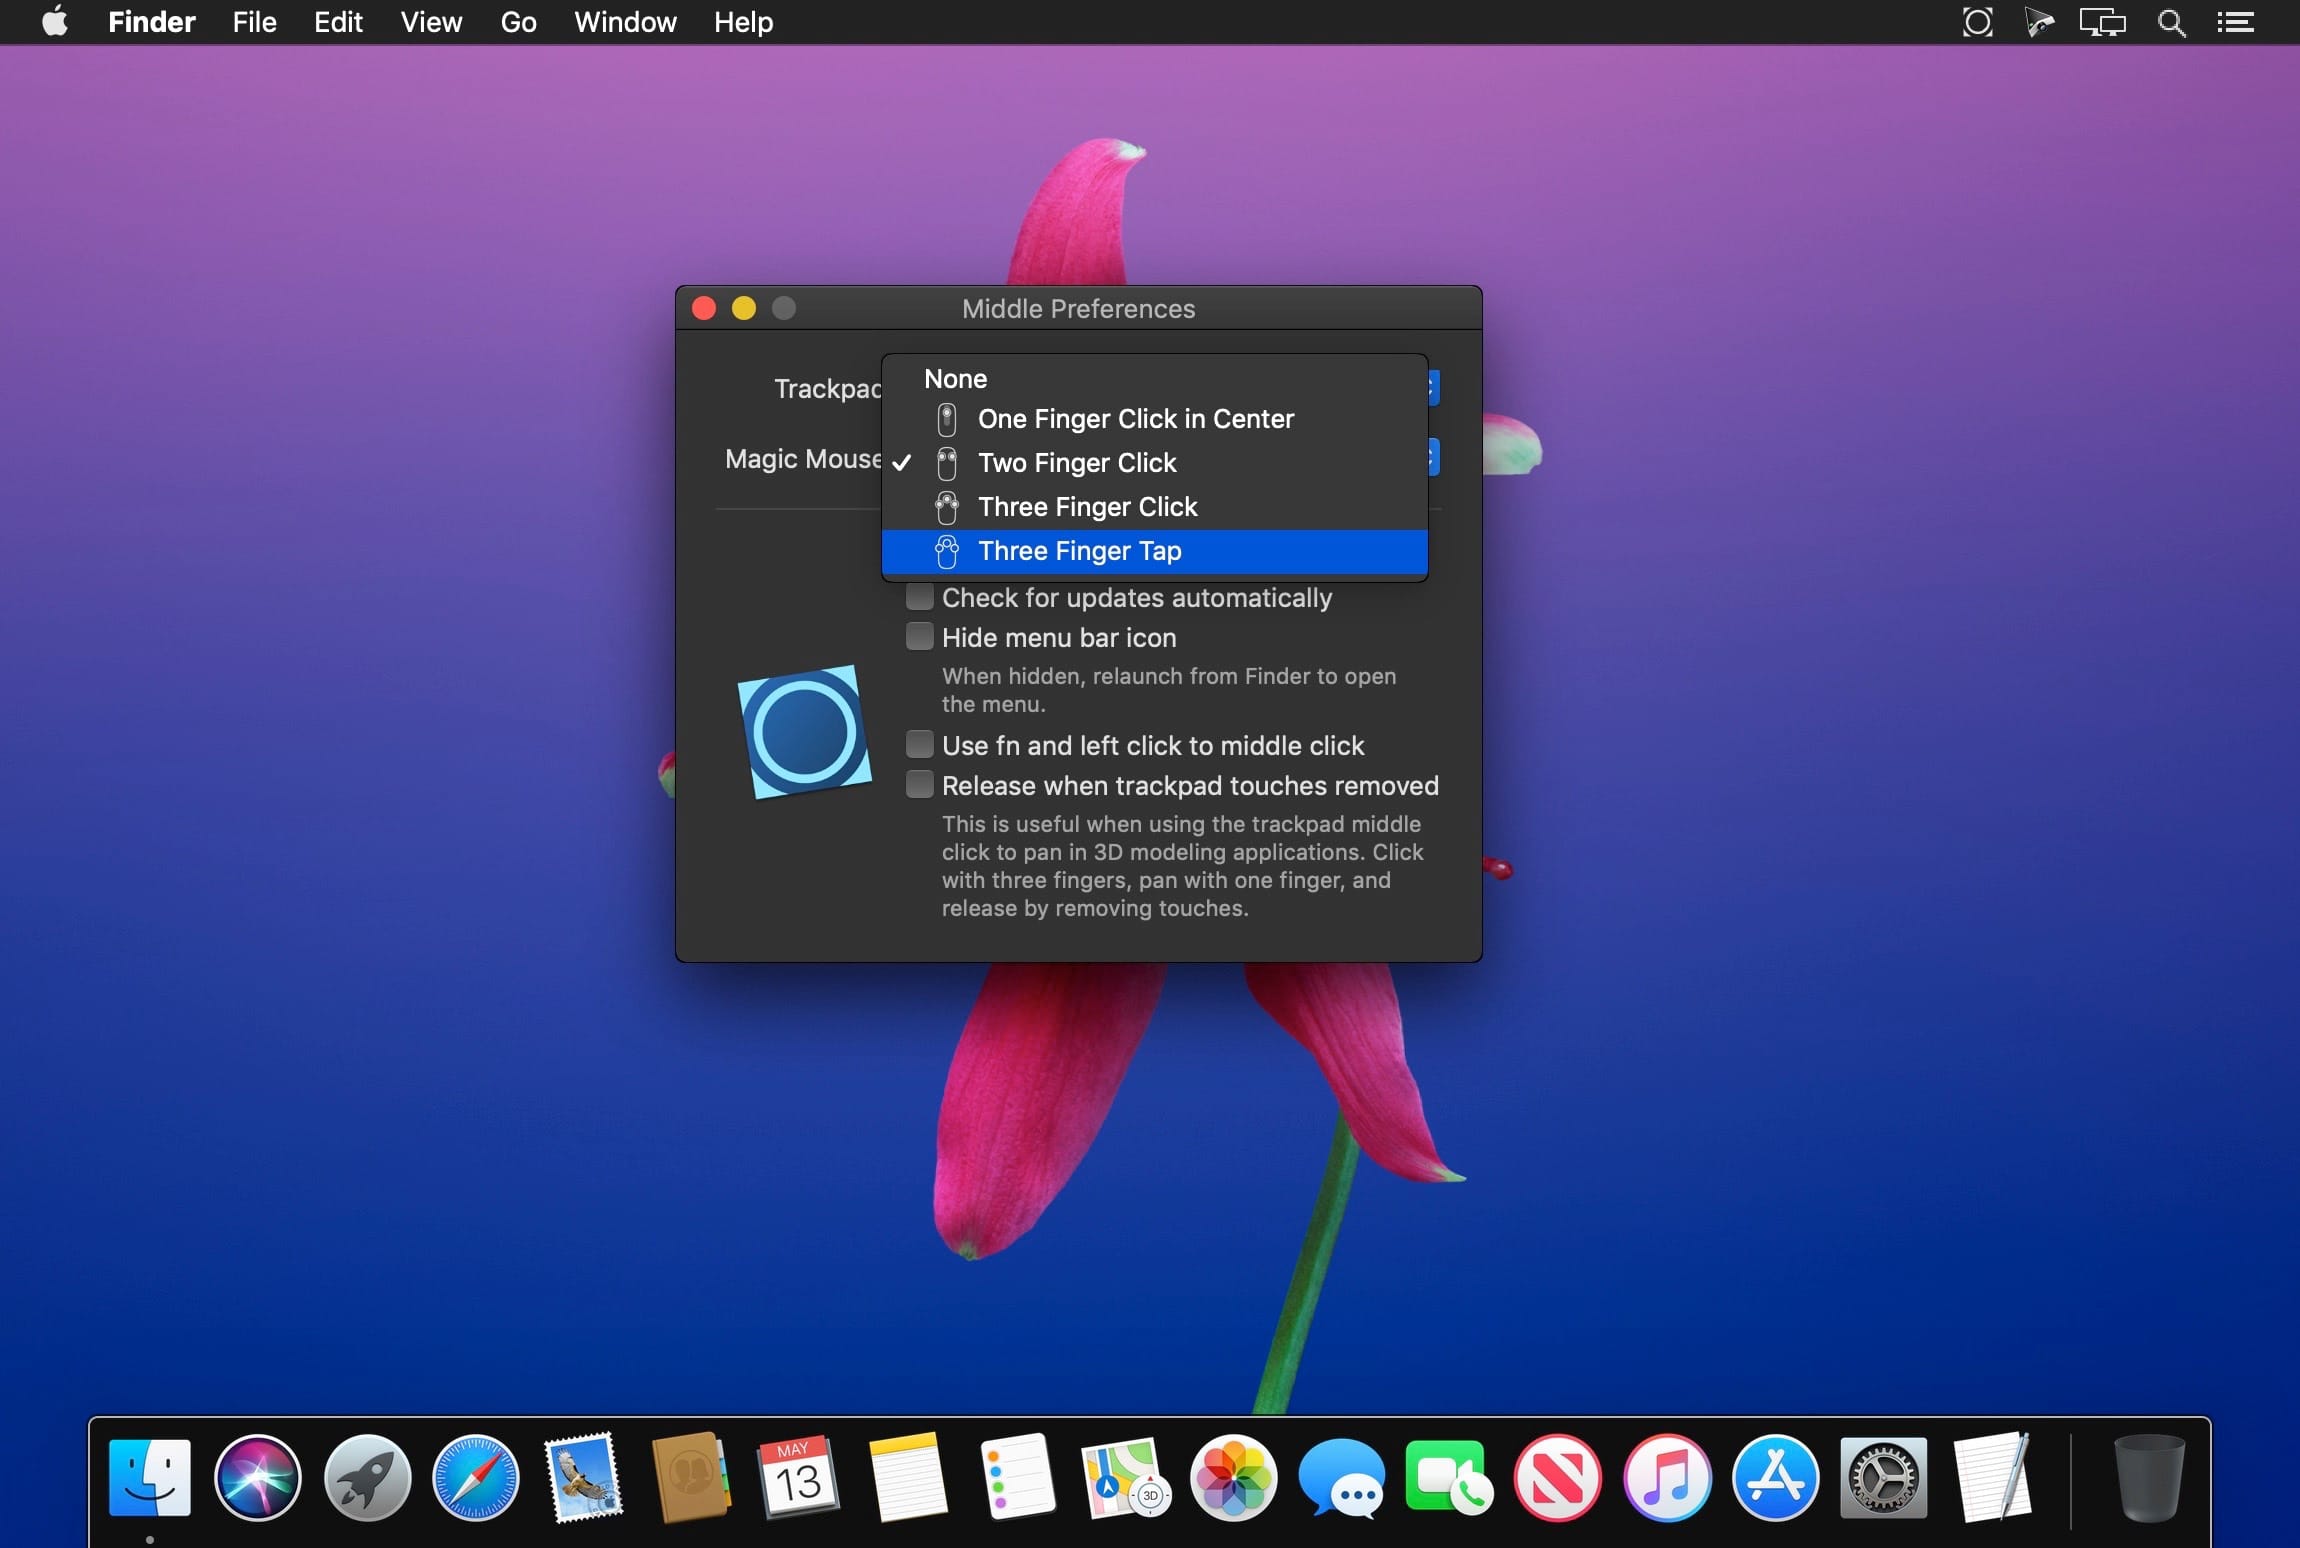 Finder File Edit View Go Window Help
Middle Preferences
Trackpad
None
One Finger Click in Center
Magic Mouse ✓ Two Finger Click
Three Finger Click
Three Finger Tap
Check for updates automatically
Hide menu bar icon
When hidden, relaunch from Finder to open
the menu.
Use fn and left click to middle click
Release when trackpad touches removed
This is useful when using the trackpad middle
click to pan in 3D modeling applications. Click
with three fingers, pan with one finger, and
release by removing touches.
MAY
13
3D